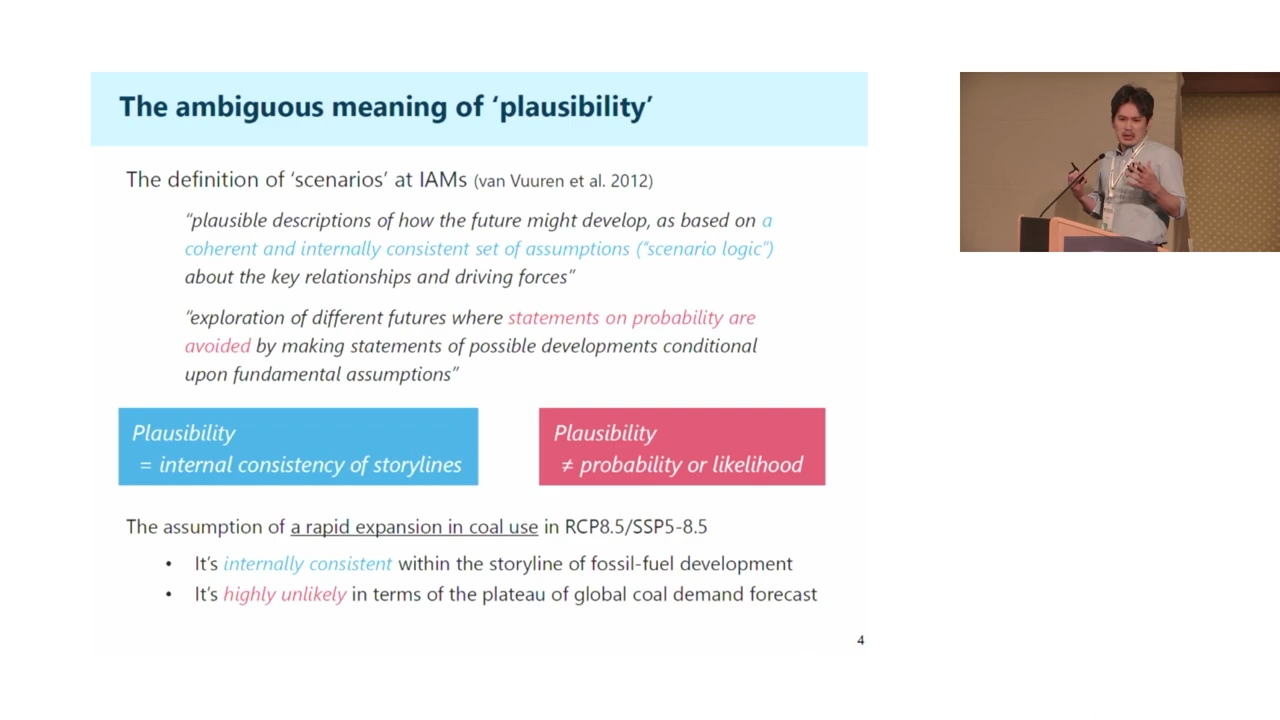 The ambiguous meaning of ‘plausibility’
The definition of ‘scenarios’ at IAMs (van Vuuren et al. 2012)
“plausible descriptions of how the future might develop, as based on a
coherent and internally consistent set of assumptions (“scenario logic”)
about the key relationships and driving forces”
“exploration of different futures where statements on probability are
avoided by making statements of possible developments conditional
upon fundamental assumptions”
Plausibility
= internal consistency of storylines
Plausibility
≠ probability or likelihood
The assumption of a rapid expansion in coal use in RCP8.5/SSP5-8.5
• It’s internally consistent within the storyline of fossil-fuel development
• It’s highly unlikely in terms of the plateau of global coal demand forecast
4